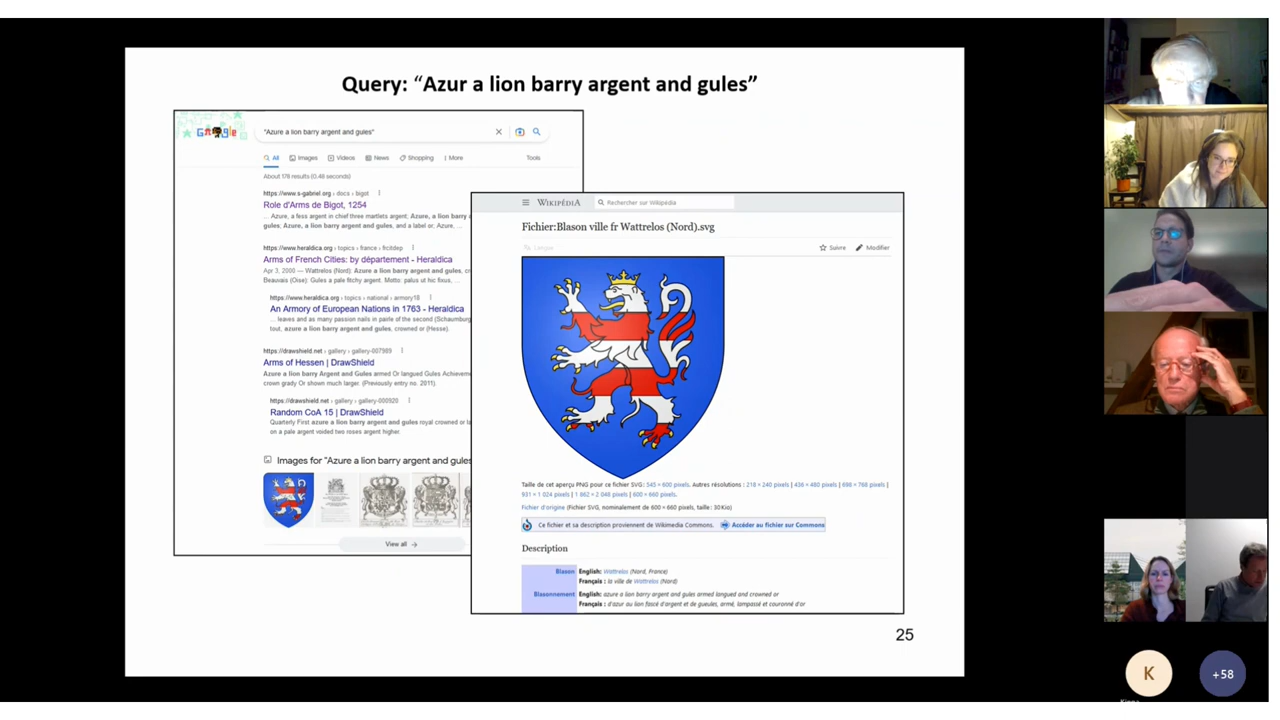 Query: “Azur a lion barry argent and gules”
Google
"Azure a lion barry argent and gules"
All
Images
Videos
News
Shopping
More
Tools
About 178 results (0.48 seconds)
https://www.s-gabriel.org › docs › bigot
Role d'Arms de Bigot, 1254
... Azure, a fess argent in chief three martlets argent; Azure, a lion barry
gules; Azure, a lion barry argent and gules, and a label or; Azure, ...
https://www.heraldica.org › topics › france › frcitdep
Arms of French Cities: by département - Heraldica
Apr 3, 2000 — Wattrelos (Nord): Azure a lion barry argent and gules, cr
Beauvais (Oise): Gules a pale fitchy argent. Motto: palus ut hic fixus, ...
https://www.heraldica.org › topics › national › armory18
An Armory of European Nations in 1763 - Heraldica
... leaves and as many passion nails in pairle of the second (Schaumburg
tout, azure a lion barry argent and gules, crowned or (Hesse).
https://drawshield.net › gallery › gallery-007989
Arms of Hessen | DrawShield
Azure a lion barry Argent and Gules armed Or langued Gules Achieveme
crown grady Or shown much larger. (Previously entry no. 2011).
https://drawshield.net › gallery › gallery-000920
Random CoA 15 | DrawShield
Quarterly First azure a lion barry argent and gules royal crowned or la
on a pale argent voided two roses argent higher.
Images for "Azure a lion barry argent and gules
View all →
WIKIPÉDIA
Rechercher sur Wikipédia
Fichier:Blason ville fr Wattrelos (Nord).svg
Langue
Suivre
Modifier
Taille de cet aperçu PNG pour ce fichier SVG : 545 × 600 pixels. Autres résolutions : 218 × 240 pixels | 436 × 480 pixels | 698 × 768 pixels |
931 × 1 024 pixels | 1 862 × 2 048 pixels | 600 × 660 pixels.
Fichier d'origine (Fichier SVG, nominalement de 600 × 660 pixels, taille : 30 Kio)
Ce fichier et sa description proviennent de Wikimedia Commons.
Accéder au fichier sur Commons
Description
Blason
English: Wattrelos (Nord, France)
Français : la ville de Wattrelos (Nord)
Blasonnement
English: azure a lion barry argent and gules armed langued and crowned or
Français : d'azur au lion fascé d'argent et de gueules, armé, lampassé et couronné d'or
25
K
+58